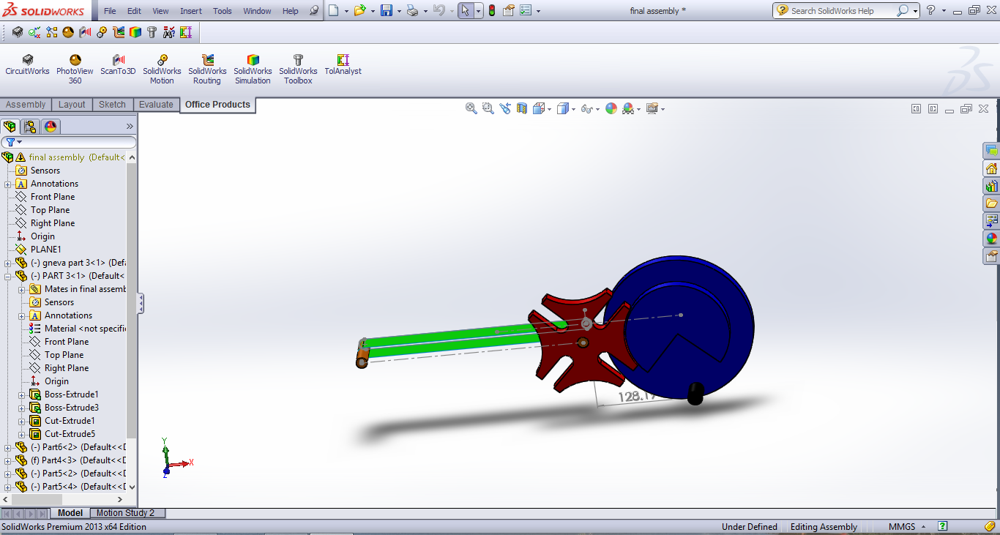 SOLIDWORKS File Edit View Insert Tools Window Help final assembly * Search SolidWorks Help
CircuitWorks PhotoView 360 ScanTo3D SolidWorks Motion SolidWorks Routing SolidWorks Simulation SolidWorks Toolbox TolAnalyst
Assembly Layout Sketch Evaluate Office Products
final assembly (Default<
Sensors
Annotations
Front Plane
Top Plane
Right Plane
Origin
PLANE1
(-) gneva part 3<1> (Defa
(-) PART 3<1> (Default<
Mates in final assemb
Sensors
Annotations
Material <not specifi
Front Plane
Top Plane
Right Plane
Origin
Boss-Extrude1
Boss-Extrude3
Cut-Extrude1
Cut-Extrude5
(-) Part6<2> (Default<<D
(f) Part4<3> (Default<<D
(-) Part5<2> (Default<<D
(-) Part5<4> (Default<<D
Y
X
Z
Model Motion Study 2
SolidWorks Premium 2013 x64 Edition Under Defined Editing Assembly MMGS